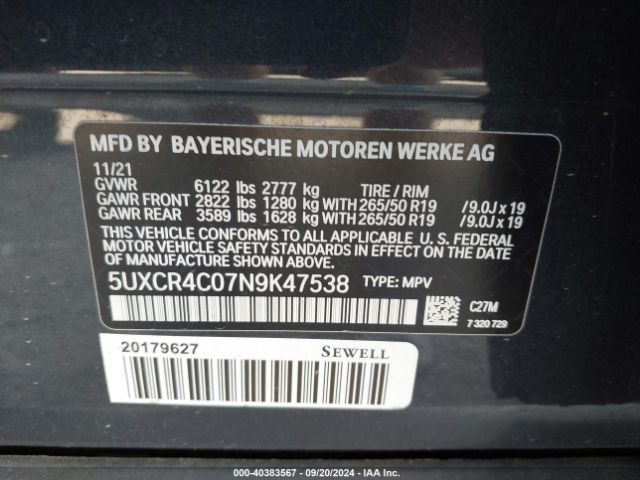 MFD BY BAYERISCHE MOTOREN WERKE AG
11/21
GVWR 6122 lbs 2777 kg TIRE / RIM
GAWR FRONT 2822 lbs 1280 kg WITH 265/50 R19 /9.0J x 19
GAWR REAR 3589 lbs 1628 kg WITH 265/50 R19 /9.0J x 19
THIS VEHICLE CONFORMS TO ALL APPLICABLE U. S. FEDERAL
MOTOR VEHICLE SAFETY STANDARDS IN EFFECT ON THE DATE
OF MANUFACTURE SHOWN ABOVE.
5UXCR4C07N9K47538 TYPE: MPV
C27M
7 320 729
20179627 SEWELL
000-40383567 - 09/20/2024 - IAA Inc.